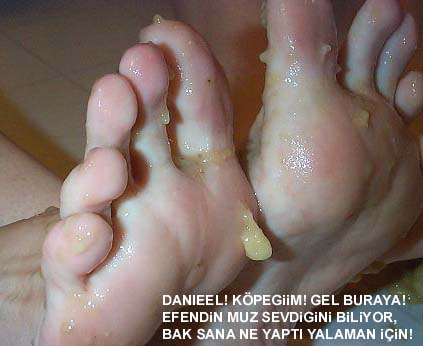 DANIEEL! KÖPEGiiM! GEL BURAYA!
EFENDiN MUZ SEVDiGiNi BiLiYOR,
BAK SANA NE YAPTI YALAMAN iÇiN!